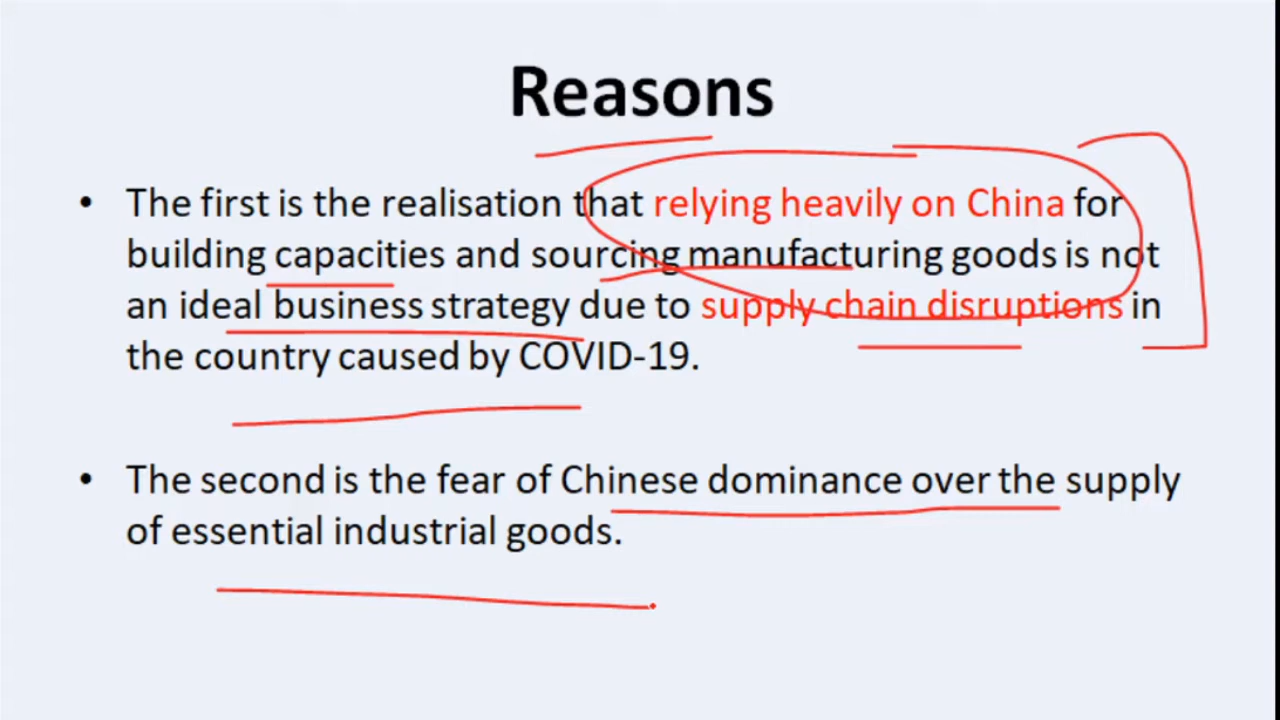 Reasons
• The first is the realisation that relying heavily on China for
building capacities and sourcing manufacturing goods is not
an ideal business strategy due to supply chain disruptions in
the country caused by COVID-19.
• The second is the fear of Chinese dominance over the supply
of essential industrial goods.